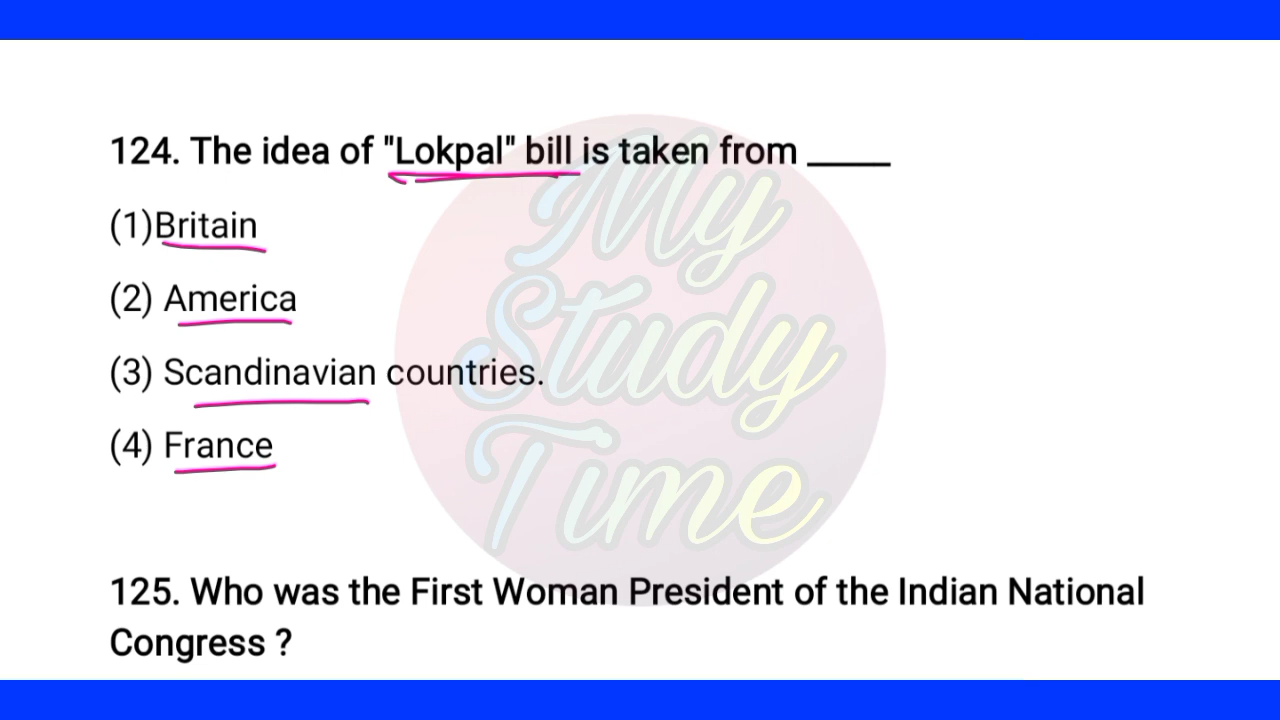 124. The idea of "Lokpal" bill is taken from _____
(1)Britain
(2) America
(3) Scandinavian countries.
(4) France
My
Study
Time
125. Who was the First Woman President of the Indian National
Congress ?